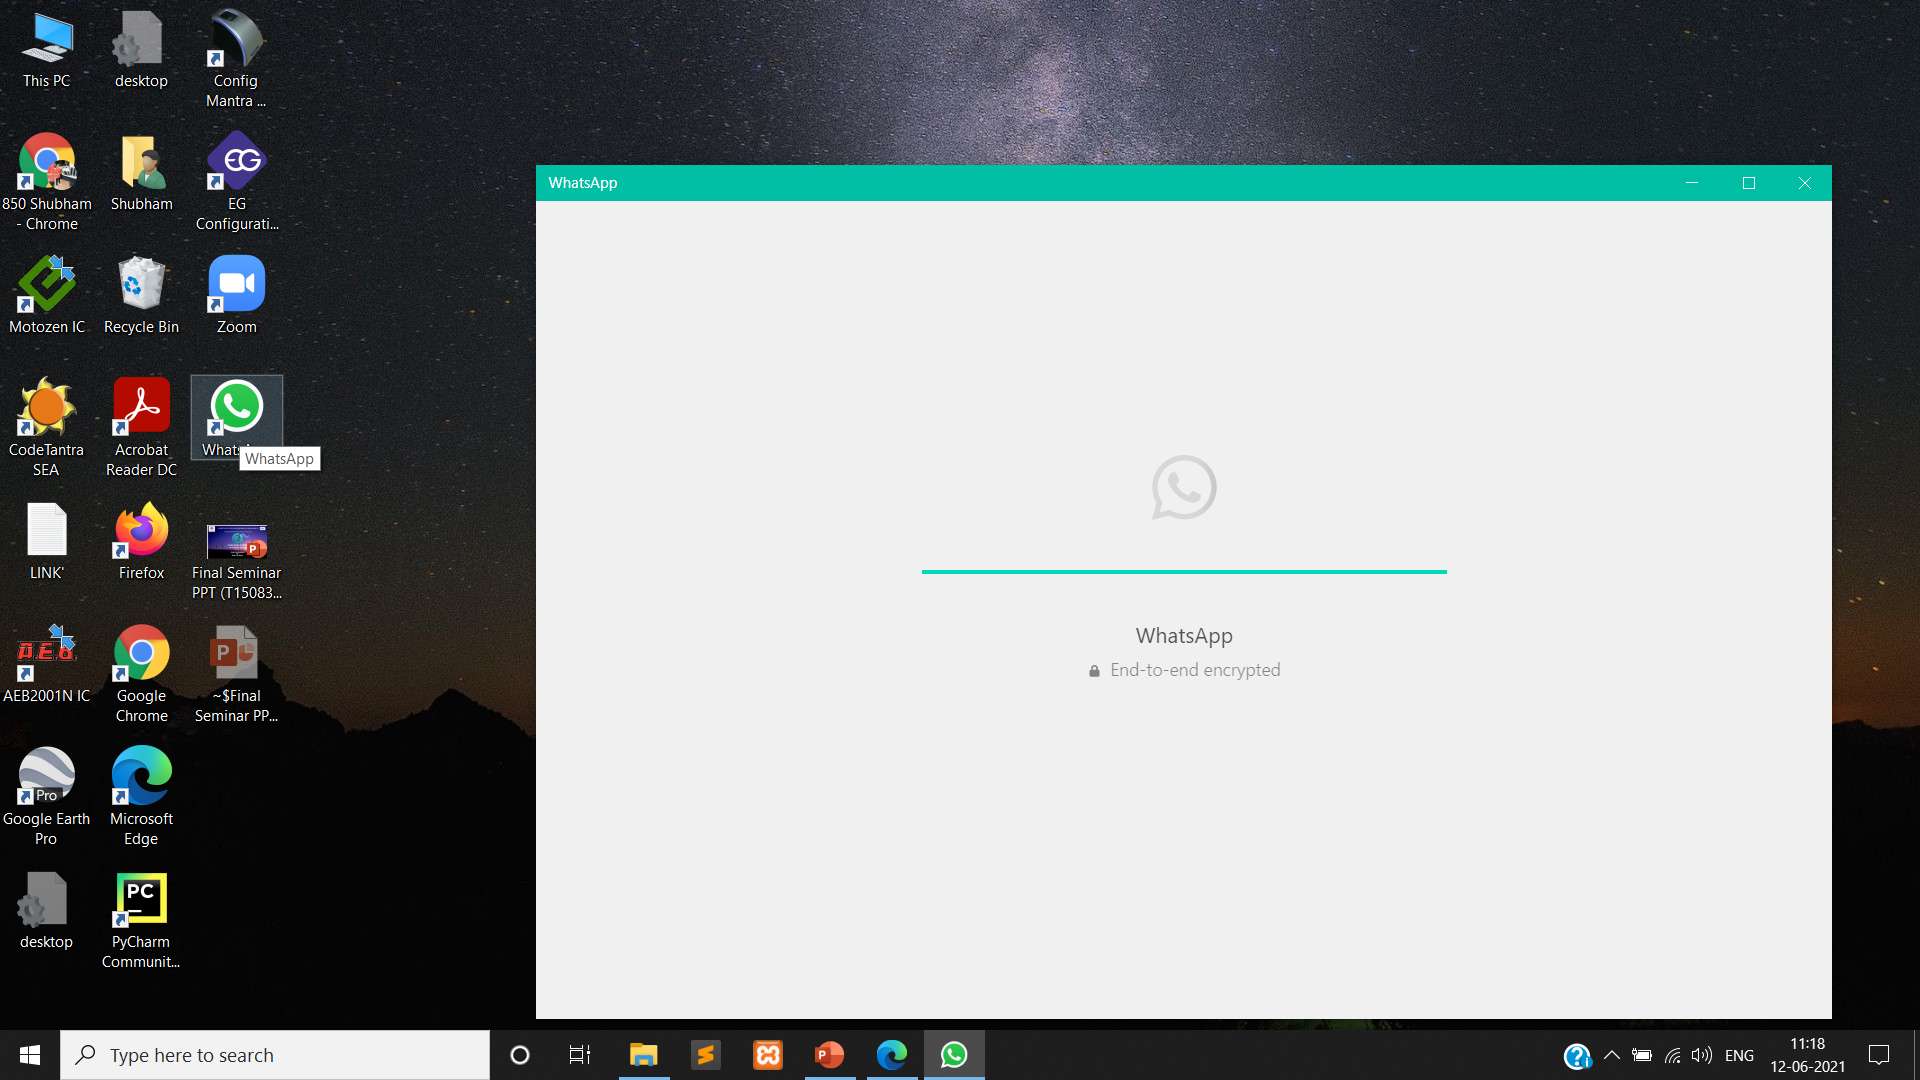 This PC
desktop
Config
Mantra ...
850 Shubham
- Chrome
Shubham
EG
EG
Configurati...
Motozen IC
Recycle Bin
Zoom
CodeTantra
SEA
Acrobat
Reader DC
WhatsApp
LINK'
Firefox
P
Final Seminar
PPT (T15083...
AEB
AEB2001N IC
Google
Chrome
P
~$Final
Seminar PP...
Pro
Google Earth
Pro
Microsoft
Edge
desktop
PC
PyCharm
Communit...
WhatsApp
WhatsApp
End-to-end encrypted
Type here to search
P
ENG
11:18
12-06-2021